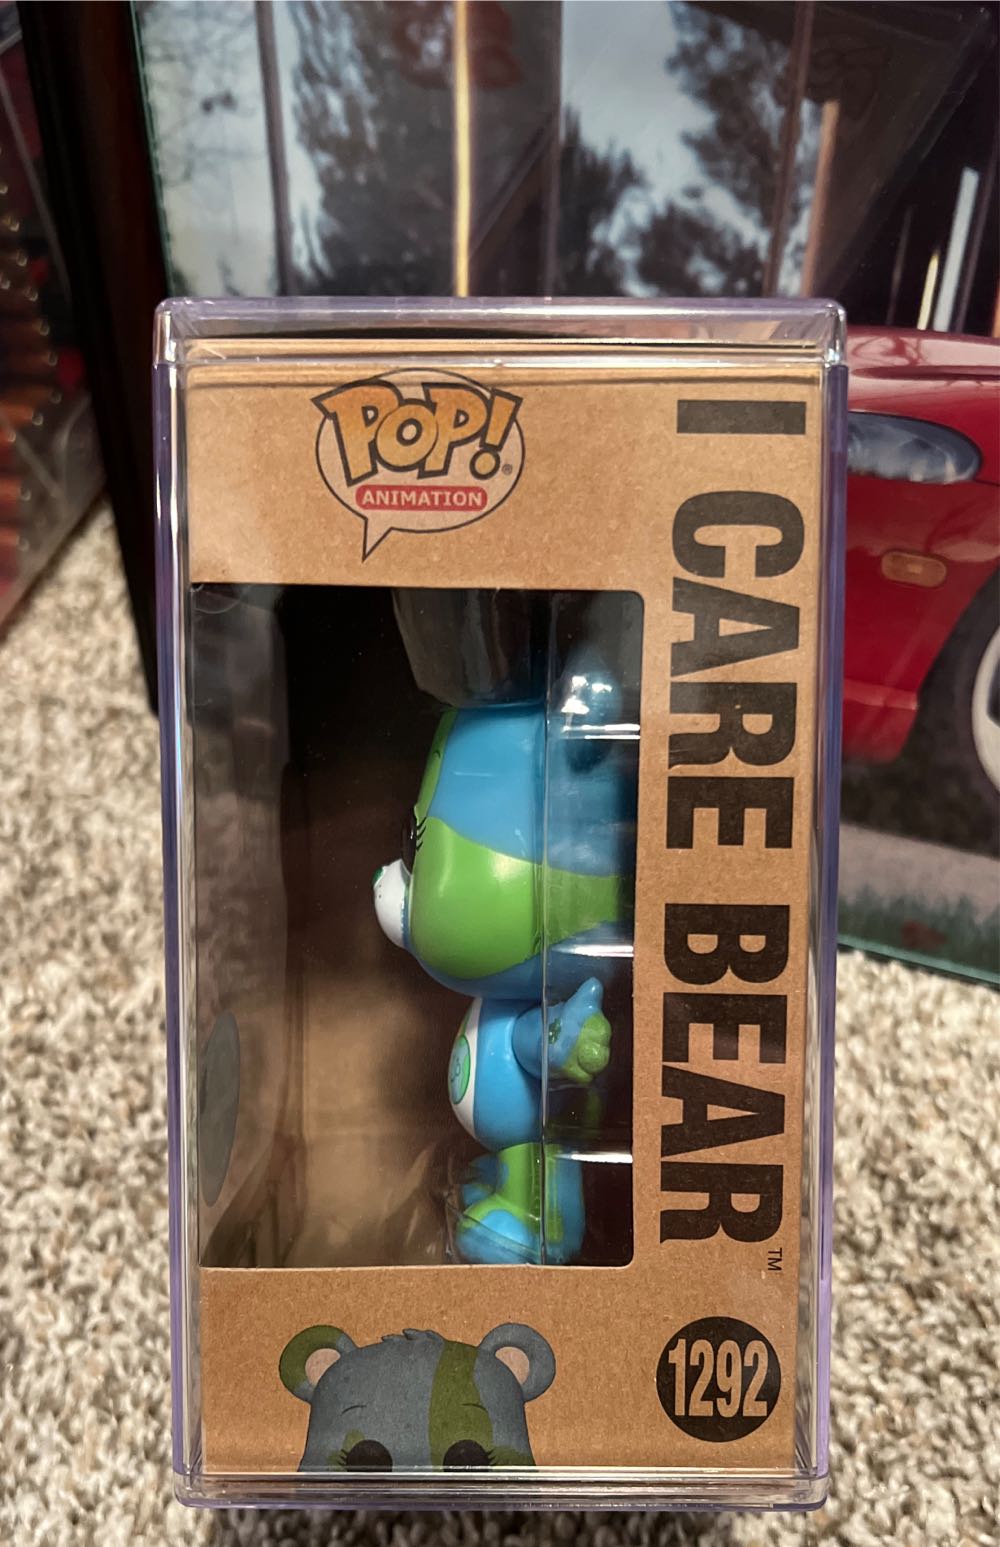 POP!®
ANIMATION
I CARE BEAR™
1292